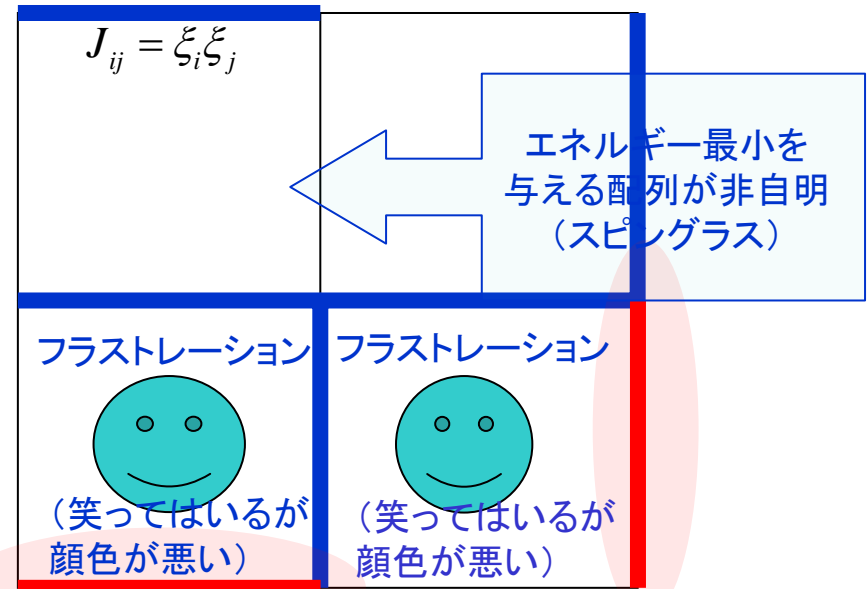 J_{ij} = ξ_i ξ_j
エネルギー最小を
与える配列が非自明
（スピングラス）
フラストレーション
（笑ってはいるが
顔色が悪い）
フラストレーション
（笑ってはいるが
顔色が悪い）